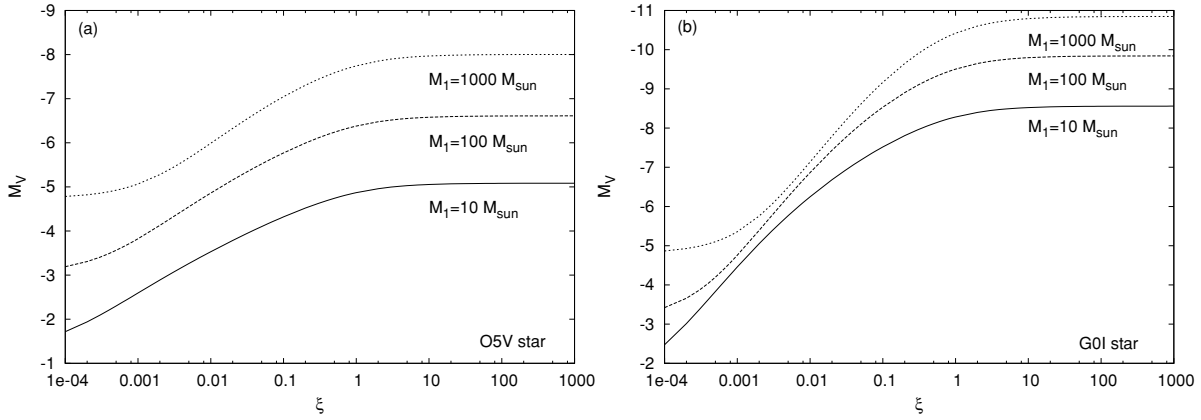 (a)
-9
-8
-7
-6
-5
-4
-3
-2
-1
M_V
M_1=1000 M_sun
M_1=100 M_sun
M_1=10 M_sun
O5V star
1e-04 0.001 0.01 0.1 1 10 100 1000
ξ
(b)
-11
-10
-9
-8
-7
-6
-5
-4
-3
-2
M_V
M_1=1000 M_sun
M_1=100 M_sun
M_1=10 M_sun
G0I star
1e-04 0.001 0.01 0.1 1 10 100 1000
ξ